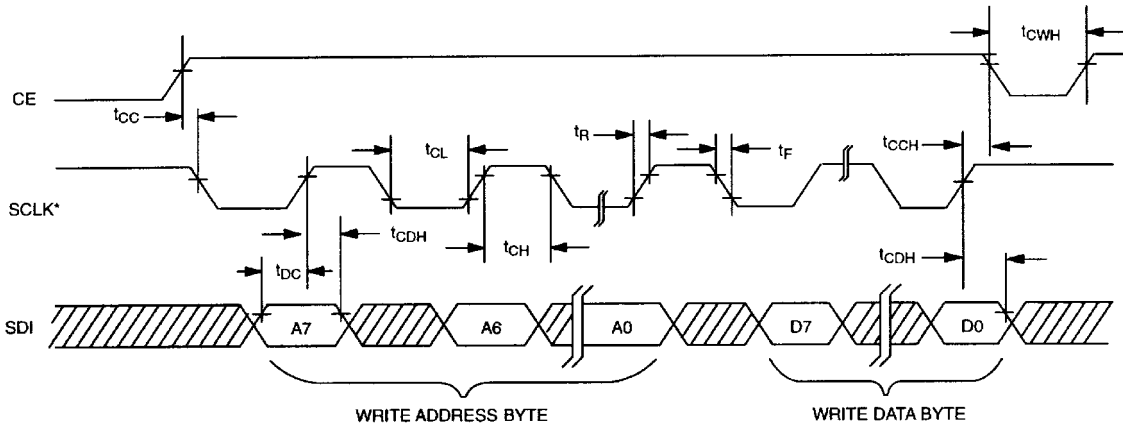 tCWH
CE
tCC
tCL
tR
tF
tCCH
SCLK*
tCDH
tCH
tCDH
tDC
SDI
A7
A6
A0
D7
D0
WRITE ADDRESS BYTE
WRITE DATA BYTE